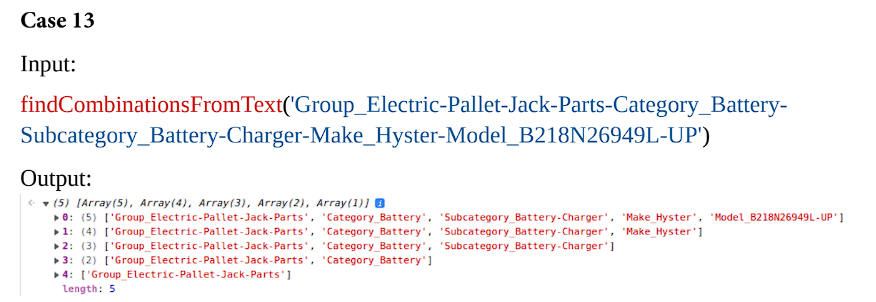 Case 13
Input:
findCombinationsFromText('Group_Electric-Pallet-Jack-Parts-Category_Battery-
Subcategory_Battery-Charger-Make_Hyster-Model_B218N26949L-UP')
Output:
(5) [Array(5), Array(4), Array(3), Array(2), Array(1)] i
0: (5) ['Group_Electric-Pallet-Jack-Parts', 'Category_Battery', 'Subcategory_Battery-Charger', 'Make_Hyster', 'Model_B218N26949L-UP']
1: (4) ['Group_Electric-Pallet-Jack-Parts', 'Category_Battery', 'Subcategory_Battery-Charger', 'Make_Hyster']
2: (3) ['Group_Electric-Pallet-Jack-Parts', 'Category_Battery', 'Subcategory_Battery-Charger']
3: (2) ['Group_Electric-Pallet-Jack-Parts', 'Category_Battery']
4: ['Group_Electric-Pallet-Jack-Parts']
length: 5